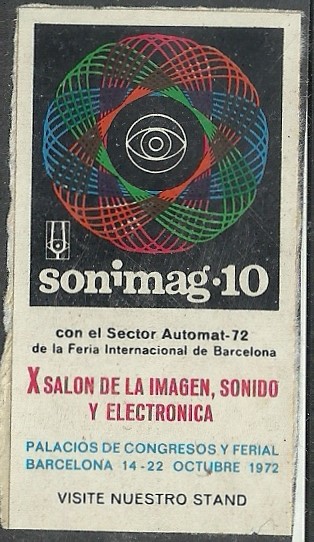 sonimag·10
con el Sector Automat-72
de la Feria Internacional de Barcelona
X SALON DE LA IMAGEN, SONIDO
Y ELECTRONICA
PALACIOS DE CONGRESOS Y FERIAL
BARCELONA 14-22 OCTUBRE 1972
VISITE NUESTRO STAND